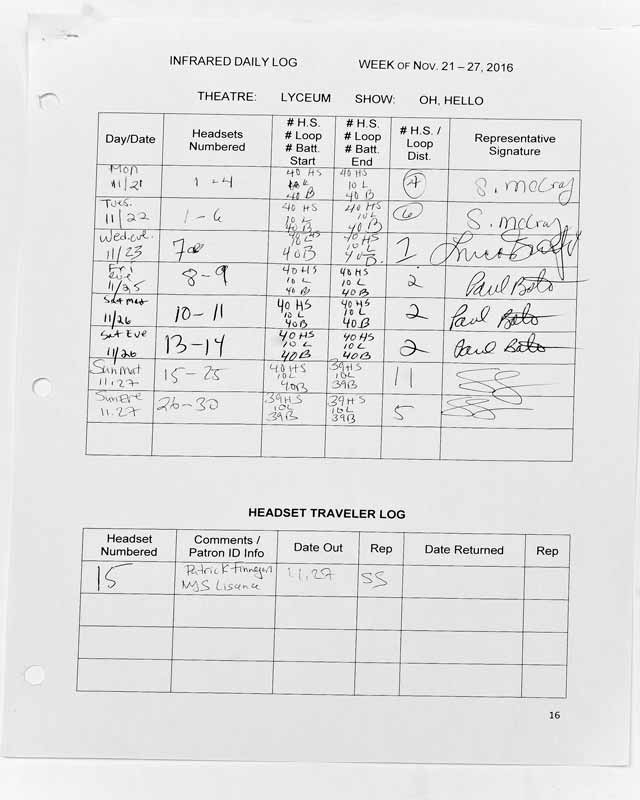 INFRARED DAILY LOG WEEK OF NOV. 21 – 27, 2016
THEATRE: LYCEUM SHOW: OH, HELLO
Day/Date Headsets Numbered # H.S. # Loop # Batt. Start # H.S. # Loop # Batt. End # H.S. / Loop Dist. Representative Signature
Mon 11/21 1-4 40 HS 10 L 40 B 40 HS 10 L 40 B 4 S. McCray
Tues. 11/22 1-6 40 HS 10 L 40 B 40 HS 10 L 40 B 6 S. McCray
Wed. eve. 11/23 7 40 HS 10 L 40 B 40 HS 10 L 40 B 1
Fri eve 11/25 8-9 40 HS 10 L 40 B 40 HS 10 L 40 B 2 Paul Bato
Sat Mat 11/26 10-11 40 HS 10 L 40 B 40 HS 10 L 40 B 2 Paul Bato
Sat Eve 11/26 13-14 40 HS 10 L 40 B 40 HS 10 L 40 B 2 Paul Bato
Sun Mat 11.27 15-25 40 HS 10 L 40 B 39 HS 10 L 39 B 11 SS
Sun Eve 11.27 26-30 39 HS 10 L 39 B 39 HS 10 L 39 B 5 SS
HEADSET TRAVELER LOG
Headset Numbered Comments / Patron ID Info Date Out Rep Date Returned Rep
15 Patrick Finnegan NJS Lisance 11.27 SS
16